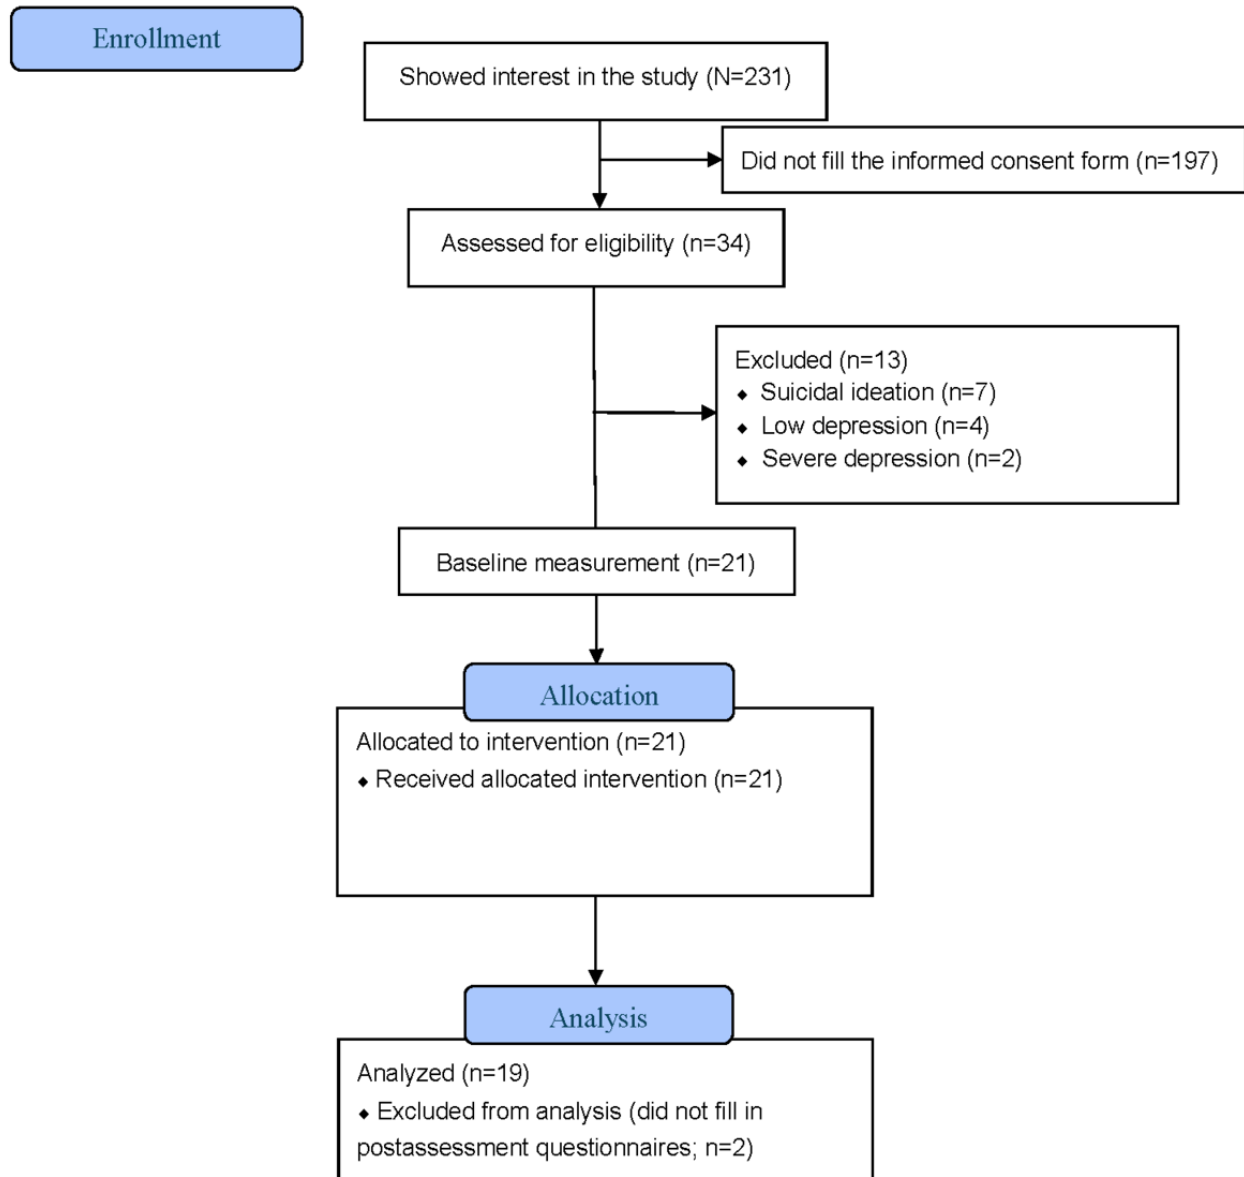 Enrollment
Showed interest in the study (N=231)
Did not fill the informed consent form (n=197)
Assessed for eligibility (n=34)
Excluded (n=13)
◆ Suicidal ideation (n=7)
◆ Low depression (n=4)
◆ Severe depression (n=2)
Baseline measurement (n=21)
Allocation
Allocated to intervention (n=21)
◆ Received allocated intervention (n=21)
Analysis
Analyzed (n=19)
◆ Excluded from analysis (did not fill in
postassessment questionnaires; n=2)